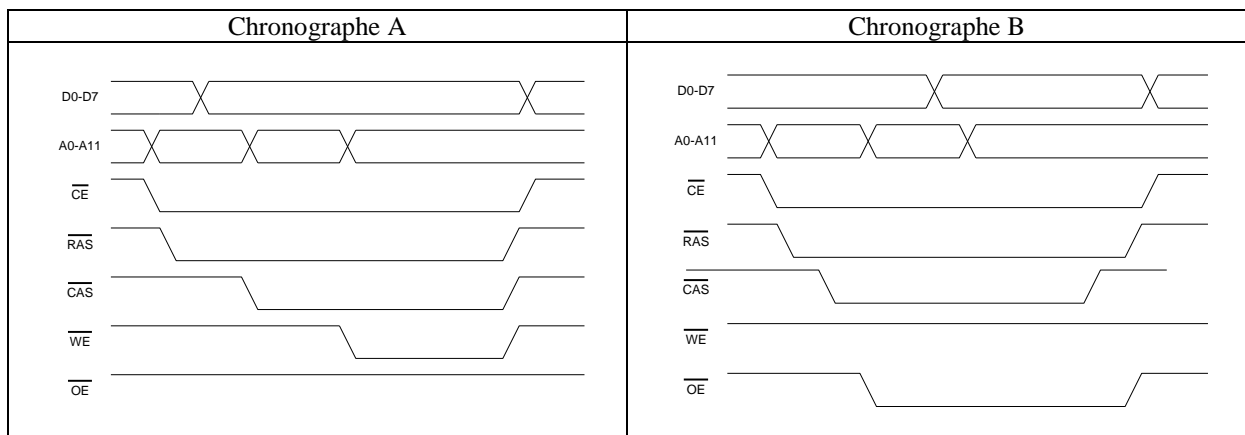 Chronographe A
Chronographe B
D0-D7
A0-A11
CE
RAS
CAS
WE
OE
D0-D7
A0-A11
CE
RAS
CAS
WE
OE